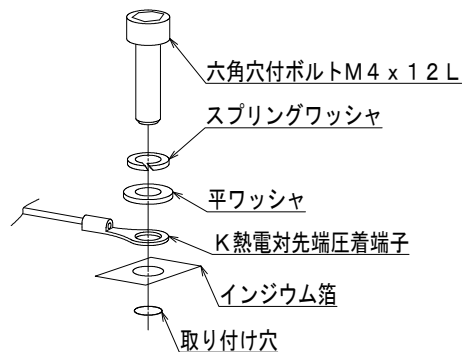 六角穴付ボルトＭ４ｘ１２Ｌ
スプリングワッシャ
平ワッシャ
Ｋ熱電対先端圧着端子
インジウム箔
取り付け穴